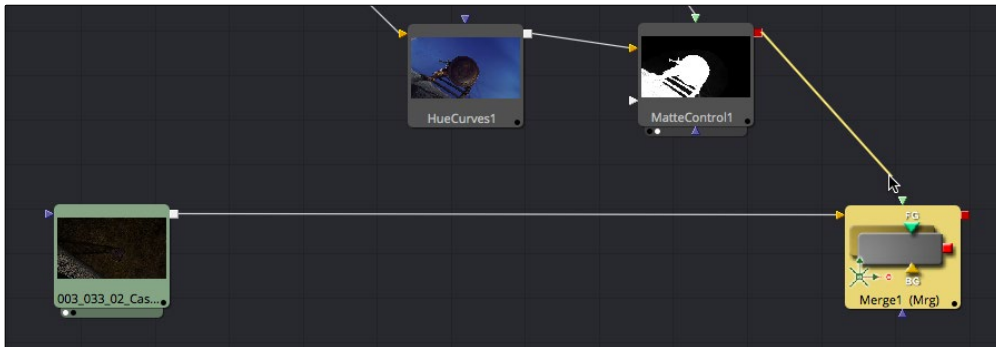 HueCurves1
MatteControl1
003_033_02_Cas...
FG
BG
Merge1 (Mrg)